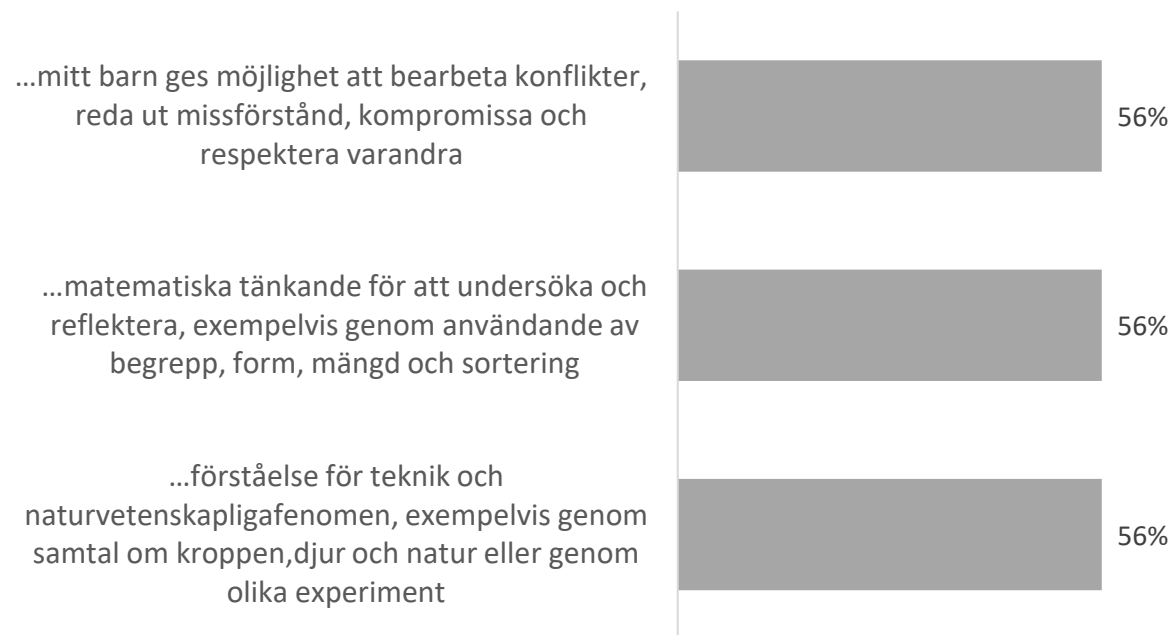 ...mitt barn ges möjlighet att bearbeta konflikter,
reda ut missförstånd, kompromissa och
respektera varandra
56%
...matematiska tänkande för att undersöka och
reflektera, exempelvis genom användande av
begrepp, form, mängd och sortering
56%
...förståelse för teknik och
naturvetenskapligafenomen, exempelvis genom
samtal om kroppen,djur och natur eller genom
olika experiment
56%